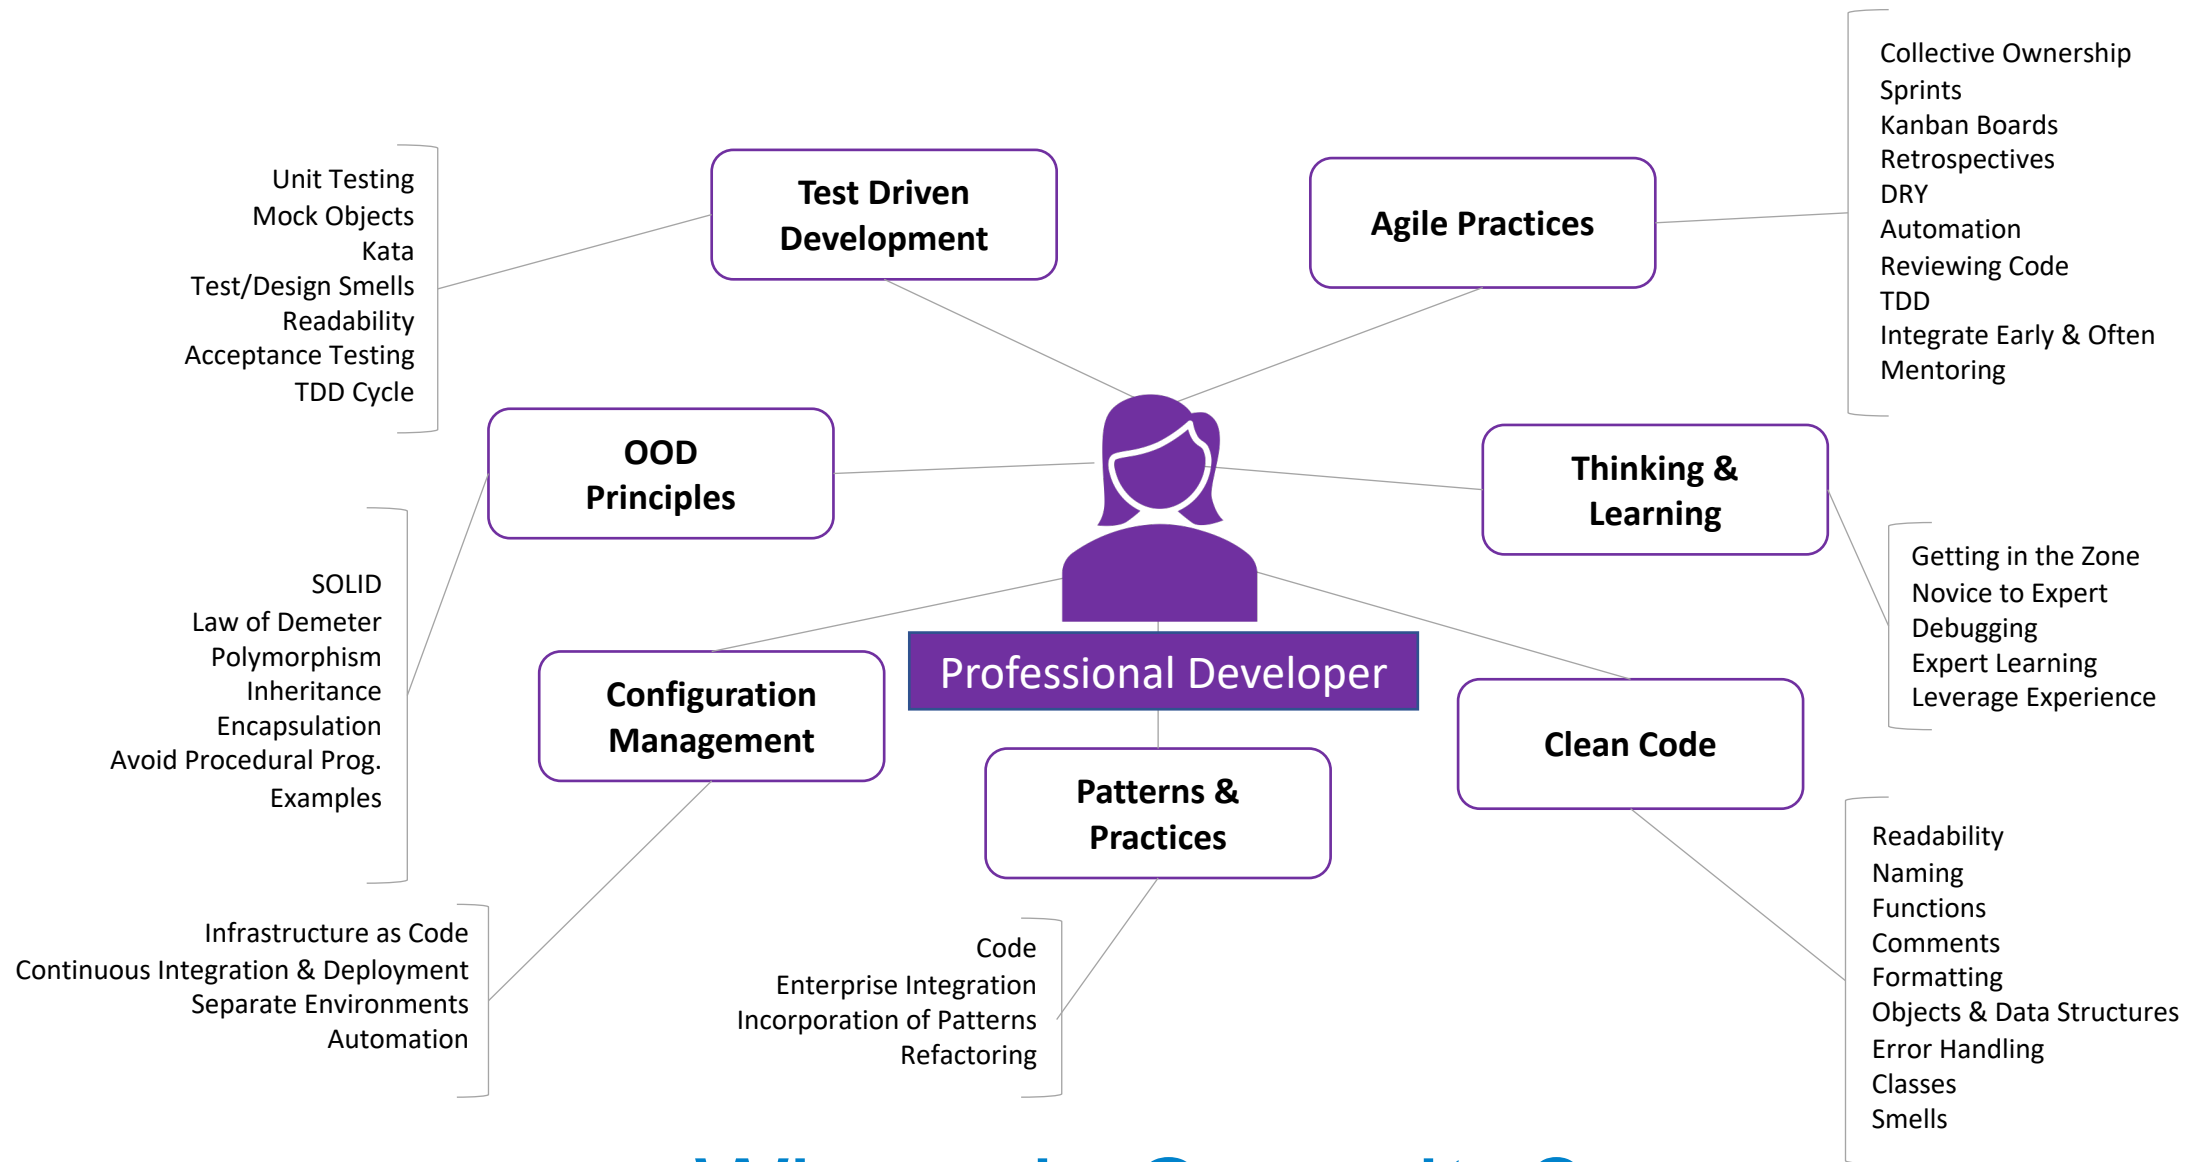 Collective Ownership
Sprints
Kanban Boards
Retrospectives
DRY
Automation
Reviewing Code
TDD
Integrate Early & Often
Mentoring
Test Driven
Development
Agile Practices
Unit Testing
Mock Objects
Kata
Test/Design Smells
Readability
Acceptance Testing
TDD Cycle
OOD
Principles
Thinking &
Learning
SOLID
Law of Demeter
Polymorphism
Inheritance
Encapsulation
Avoid Procedural Prog.
Examples
Getting in the Zone
Novice to Expert
Debugging
Expert Learning
Leverage Experience
Professional Developer
Configuration
Management
Clean Code
Patterns &
Practices
Readability
Naming
Functions
Comments
Formatting
Objects & Data Structures
Error Handling
Classes
Smells
Infrastructure as Code
Continuous Integration & Deployment
Separate Environments
Automation
Code
Enterprise Integration
Incorporation of Patterns
Refactoring